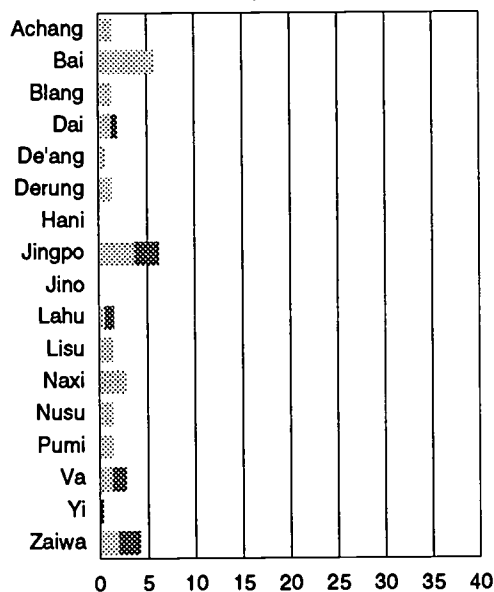 Achang
Bai
Blang
Dai
De'ang
Derung
Hani
Jingpo
Jino
Lahu
Lisu
Naxi
Nusu
Pumi
Va
Yi
Zaiwa
0 5 10 15 20 25 30 35 40